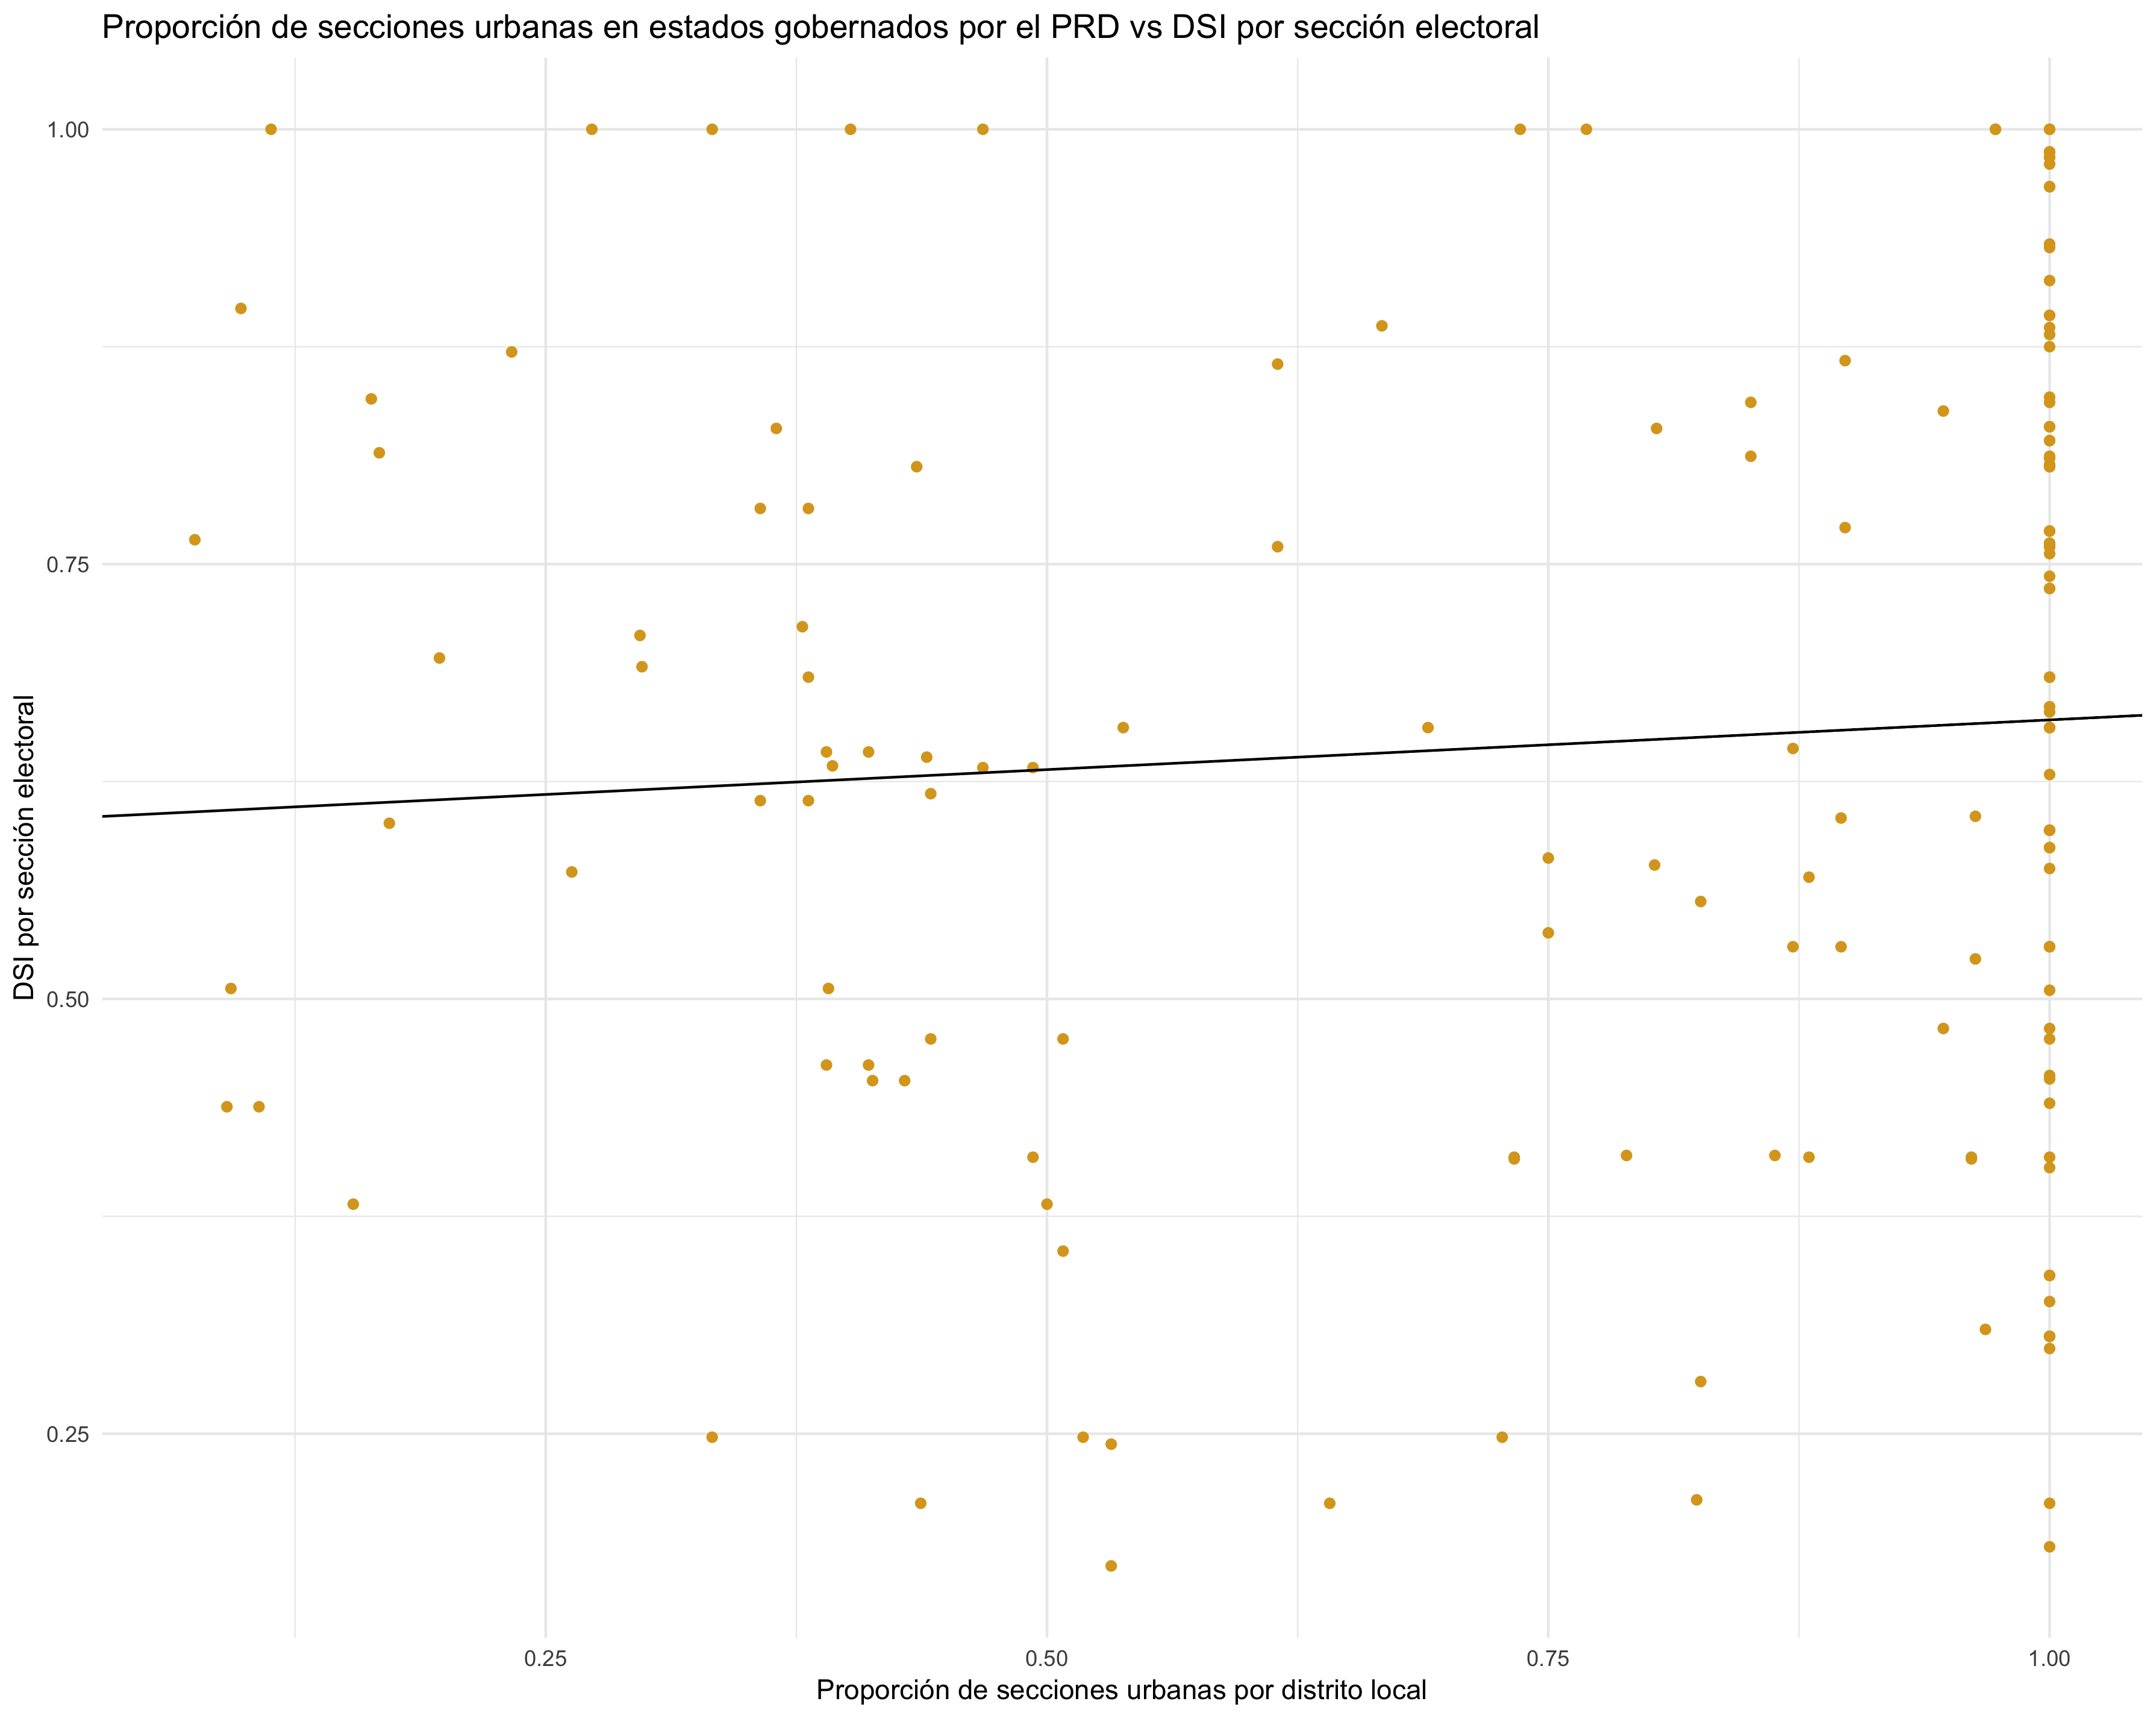 Proporción de secciones urbanas en estados gobernados por el PRD vs DSI por sección electoral
1.00
0.75
0.50
0.25
DSI por sección electoral
0.25
0.50
0.75
1.00
Proporción de secciones urbanas por distrito local